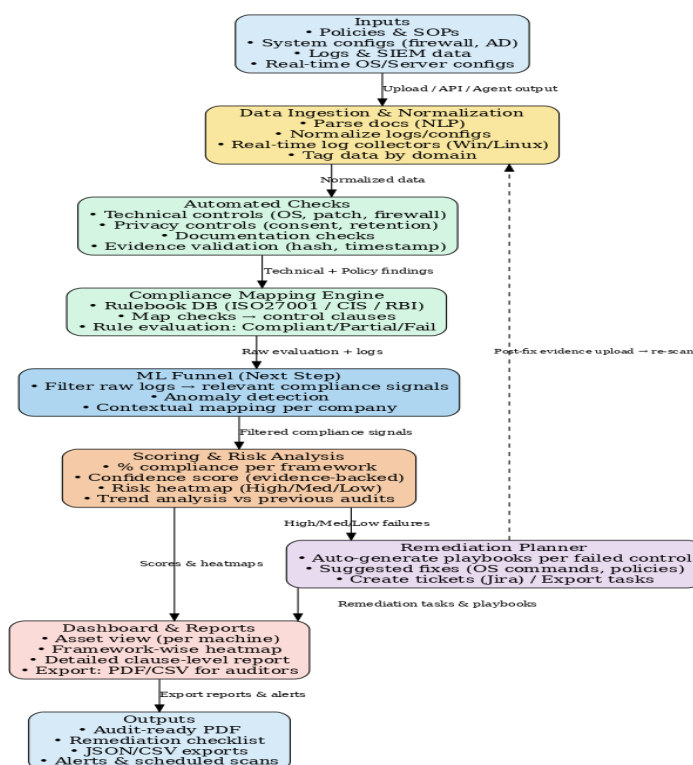 Inputs
• Policies & SOPs
• System configs (firewall, AD)
• Logs & SIEM data
• Real-time OS/Server configs
Upload / API / Agent output
Data Ingestion & Normalization
• Parse docs (NLP)
• Normalize logs/configs
• Real-time log collectors (Win/Linux)
• Tag data by domain
Normalized data
Automated Checks
• Technical controls (OS, patch, firewall)
• Privacy controls (consent, retention)
• Documentation checks
• Evidence validation (hash, timestamp)
Technical + Policy findings
Compliance Mapping Engine
• Rulebook DB (ISO27001 / CIS / RBI)
• Map checks → control clauses
• Rule evaluation: Compliant/Partial/Fail
Raw evaluation + logs
Post-fix evidence upload → re-scan
ML Funnel (Next Step)
• Filter raw logs → relevant compliance signals
• Anomaly detection
• Contextual mapping per company
Filtered compliance signals
Scoring & Risk Analysis
• % compliance per framework
• Confidence score (evidence-backed)
• Risk heatmap (High/Med/Low)
• Trend analysis vs previous audits
High/Med/Low failures
Scores & heatmaps
Remediation Planner
• Auto-generate playbooks per failed control
• Suggested fixes (OS commands, policies)
• Create tickets (Jira) / Export tasks
Remediation tasks & playbooks
Dashboard & Reports
• Asset view (per machine)
• Framework-wise heatmap
• Detailed clause-level report
• Export: PDF/CSV for auditors
Export reports & alerts
Outputs
• Audit-ready PDF
• Remediation checklist
• JSON/CSV exports
• Alerts & scheduled scans